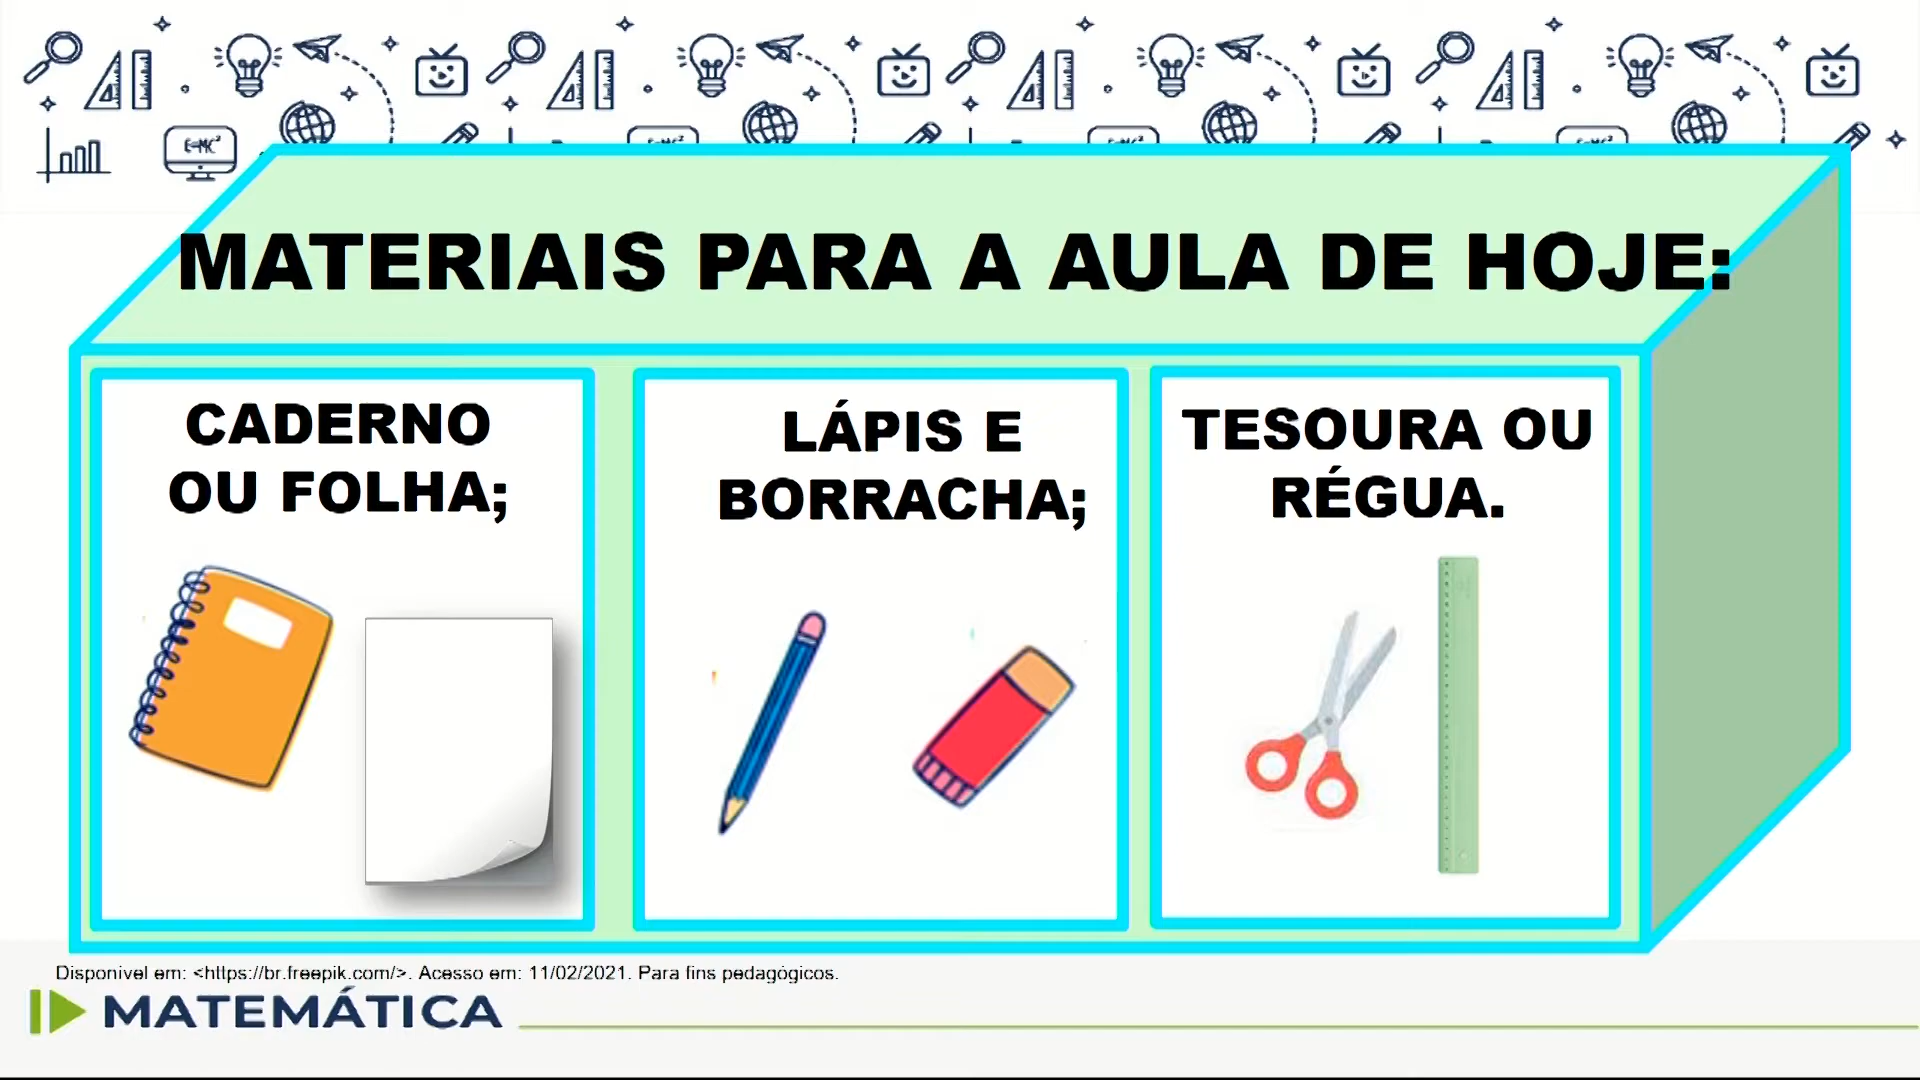 E=MC²
MATERIAIS PARA A AULA DE HOJE:
CADERNO
OU FOLHA;
LÁPIS E
BORRACHA;
TESOURA OU
RÉGUA.
Disponível em: <https://br.freepik.com/>. Acesso em: 11/02/2021. Para fins pedagógicos.
MATEMÁTICA